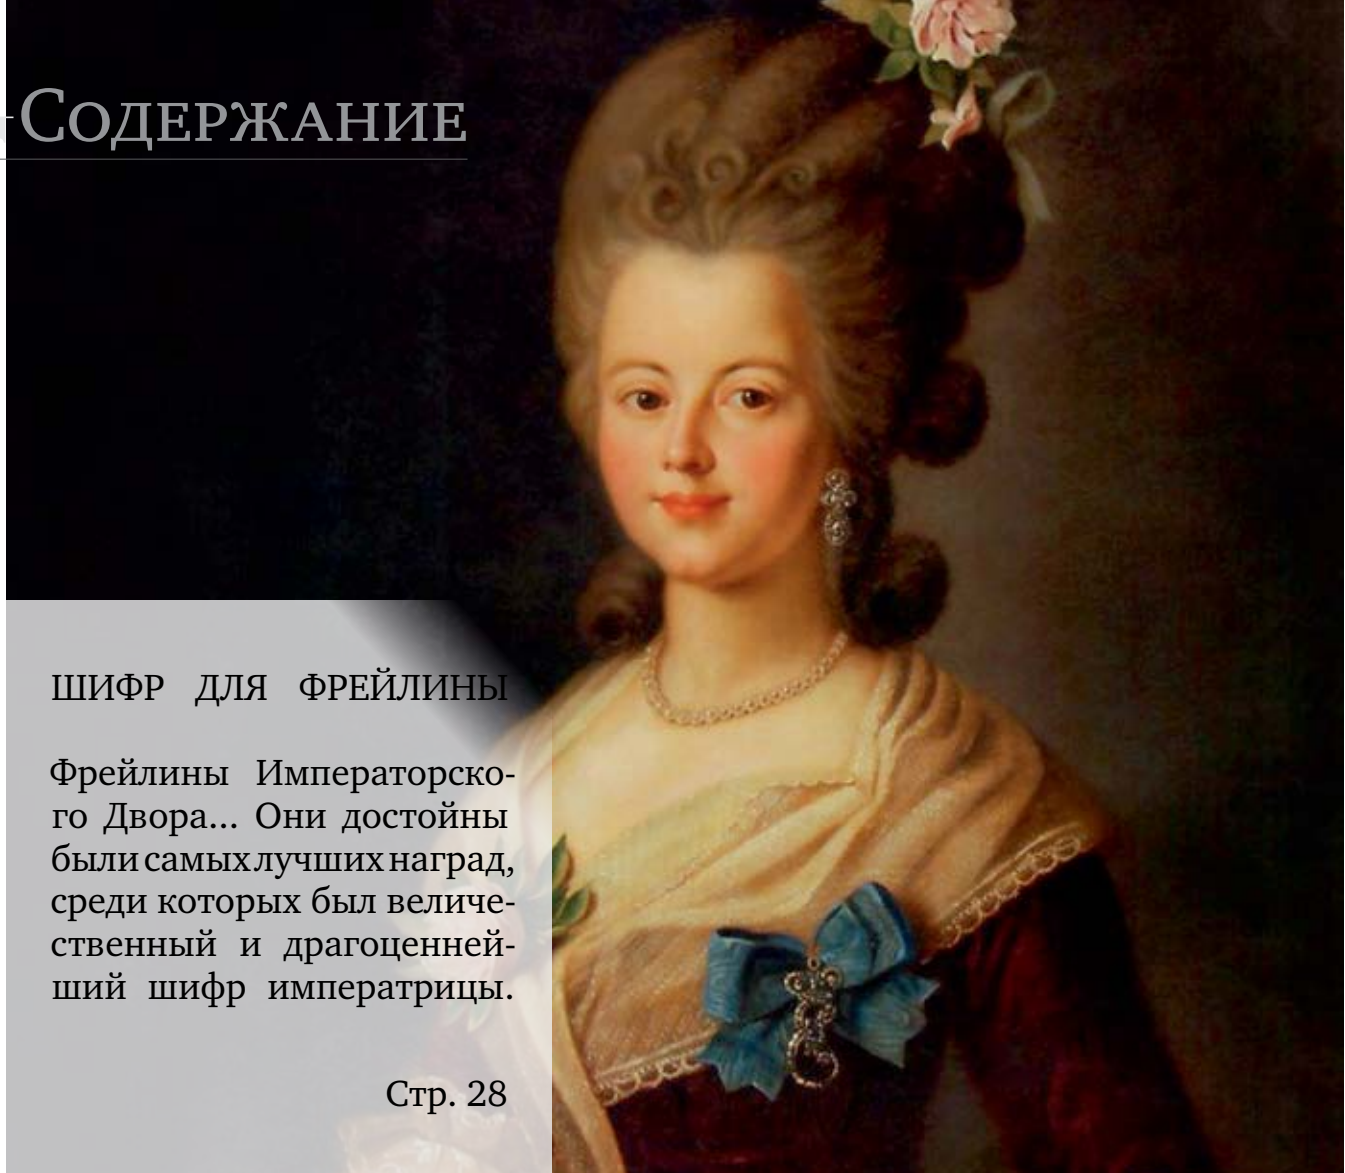 Содержание
ШИФР ДЛЯ ФРЕЙЛИНЫ
Фрейлины Императорско-
го Двора... Они достойны
были самых лучших наград,
среди которых был величе-
ственный и драгоценней-
ший шифр императрицы.
Стр. 28